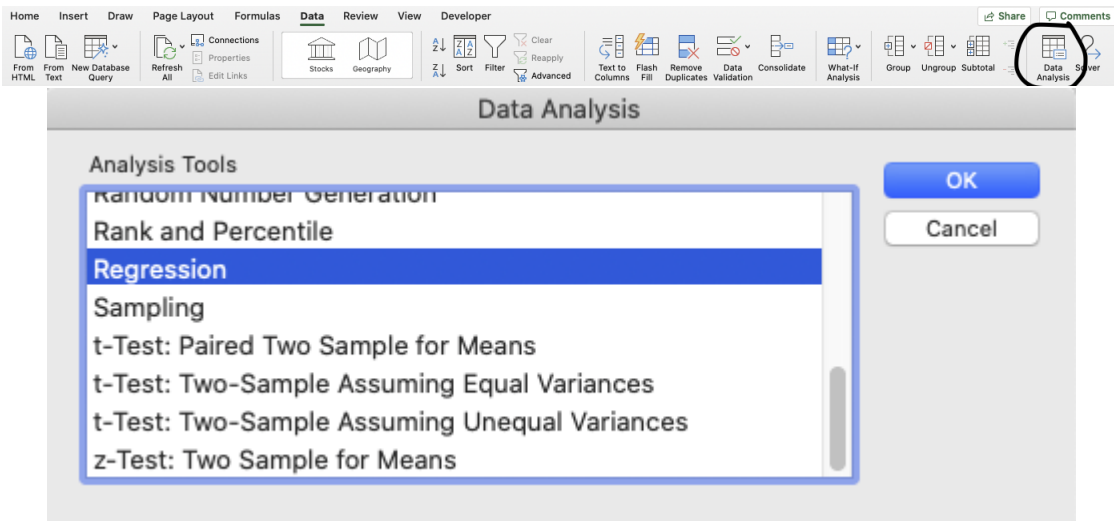 Home Insert Draw Page Layout Formulas Data Review View Developer Share Comments
From HTML
From Text
New Database Query
Refresh All
Connections
Properties
Edit Links
Stocks
Geography
Sort
Filter
Clear
Reapply
Advanced
Text to Columns
Flash Fill
Remove Duplicates
Data Validation
Consolidate
What-If Analysis
Group
Ungroup
Subtotal
Data Analysis
Solver
Data Analysis
Analysis Tools
Random Number Generation
Rank and Percentile
Regression
Sampling
t-Test: Paired Two Sample for Means
t-Test: Two-Sample Assuming Equal Variances
t-Test: Two-Sample Assuming Unequal Variances
z-Test: Two Sample for Means
OK
Cancel